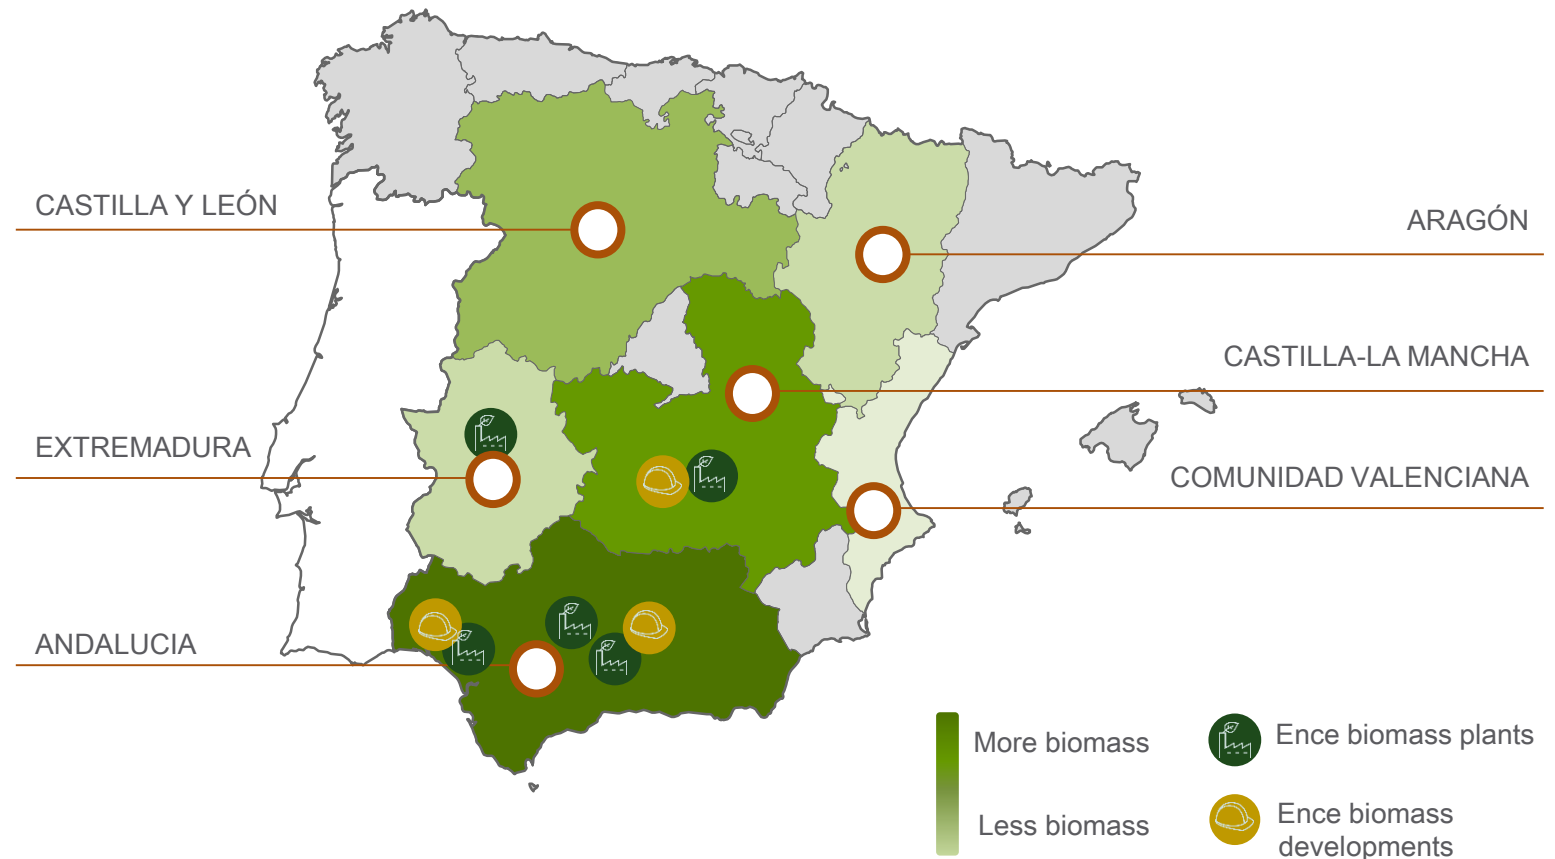 CASTILLA Y LEÓN
ARAGÓN
CASTILLA-LA MANCHA
EXTREMADURA
COMUNIDAD VALENCIANA
ANDALUCIA
More biomass
Less biomass
Ence biomass plants
Ence biomass
developments